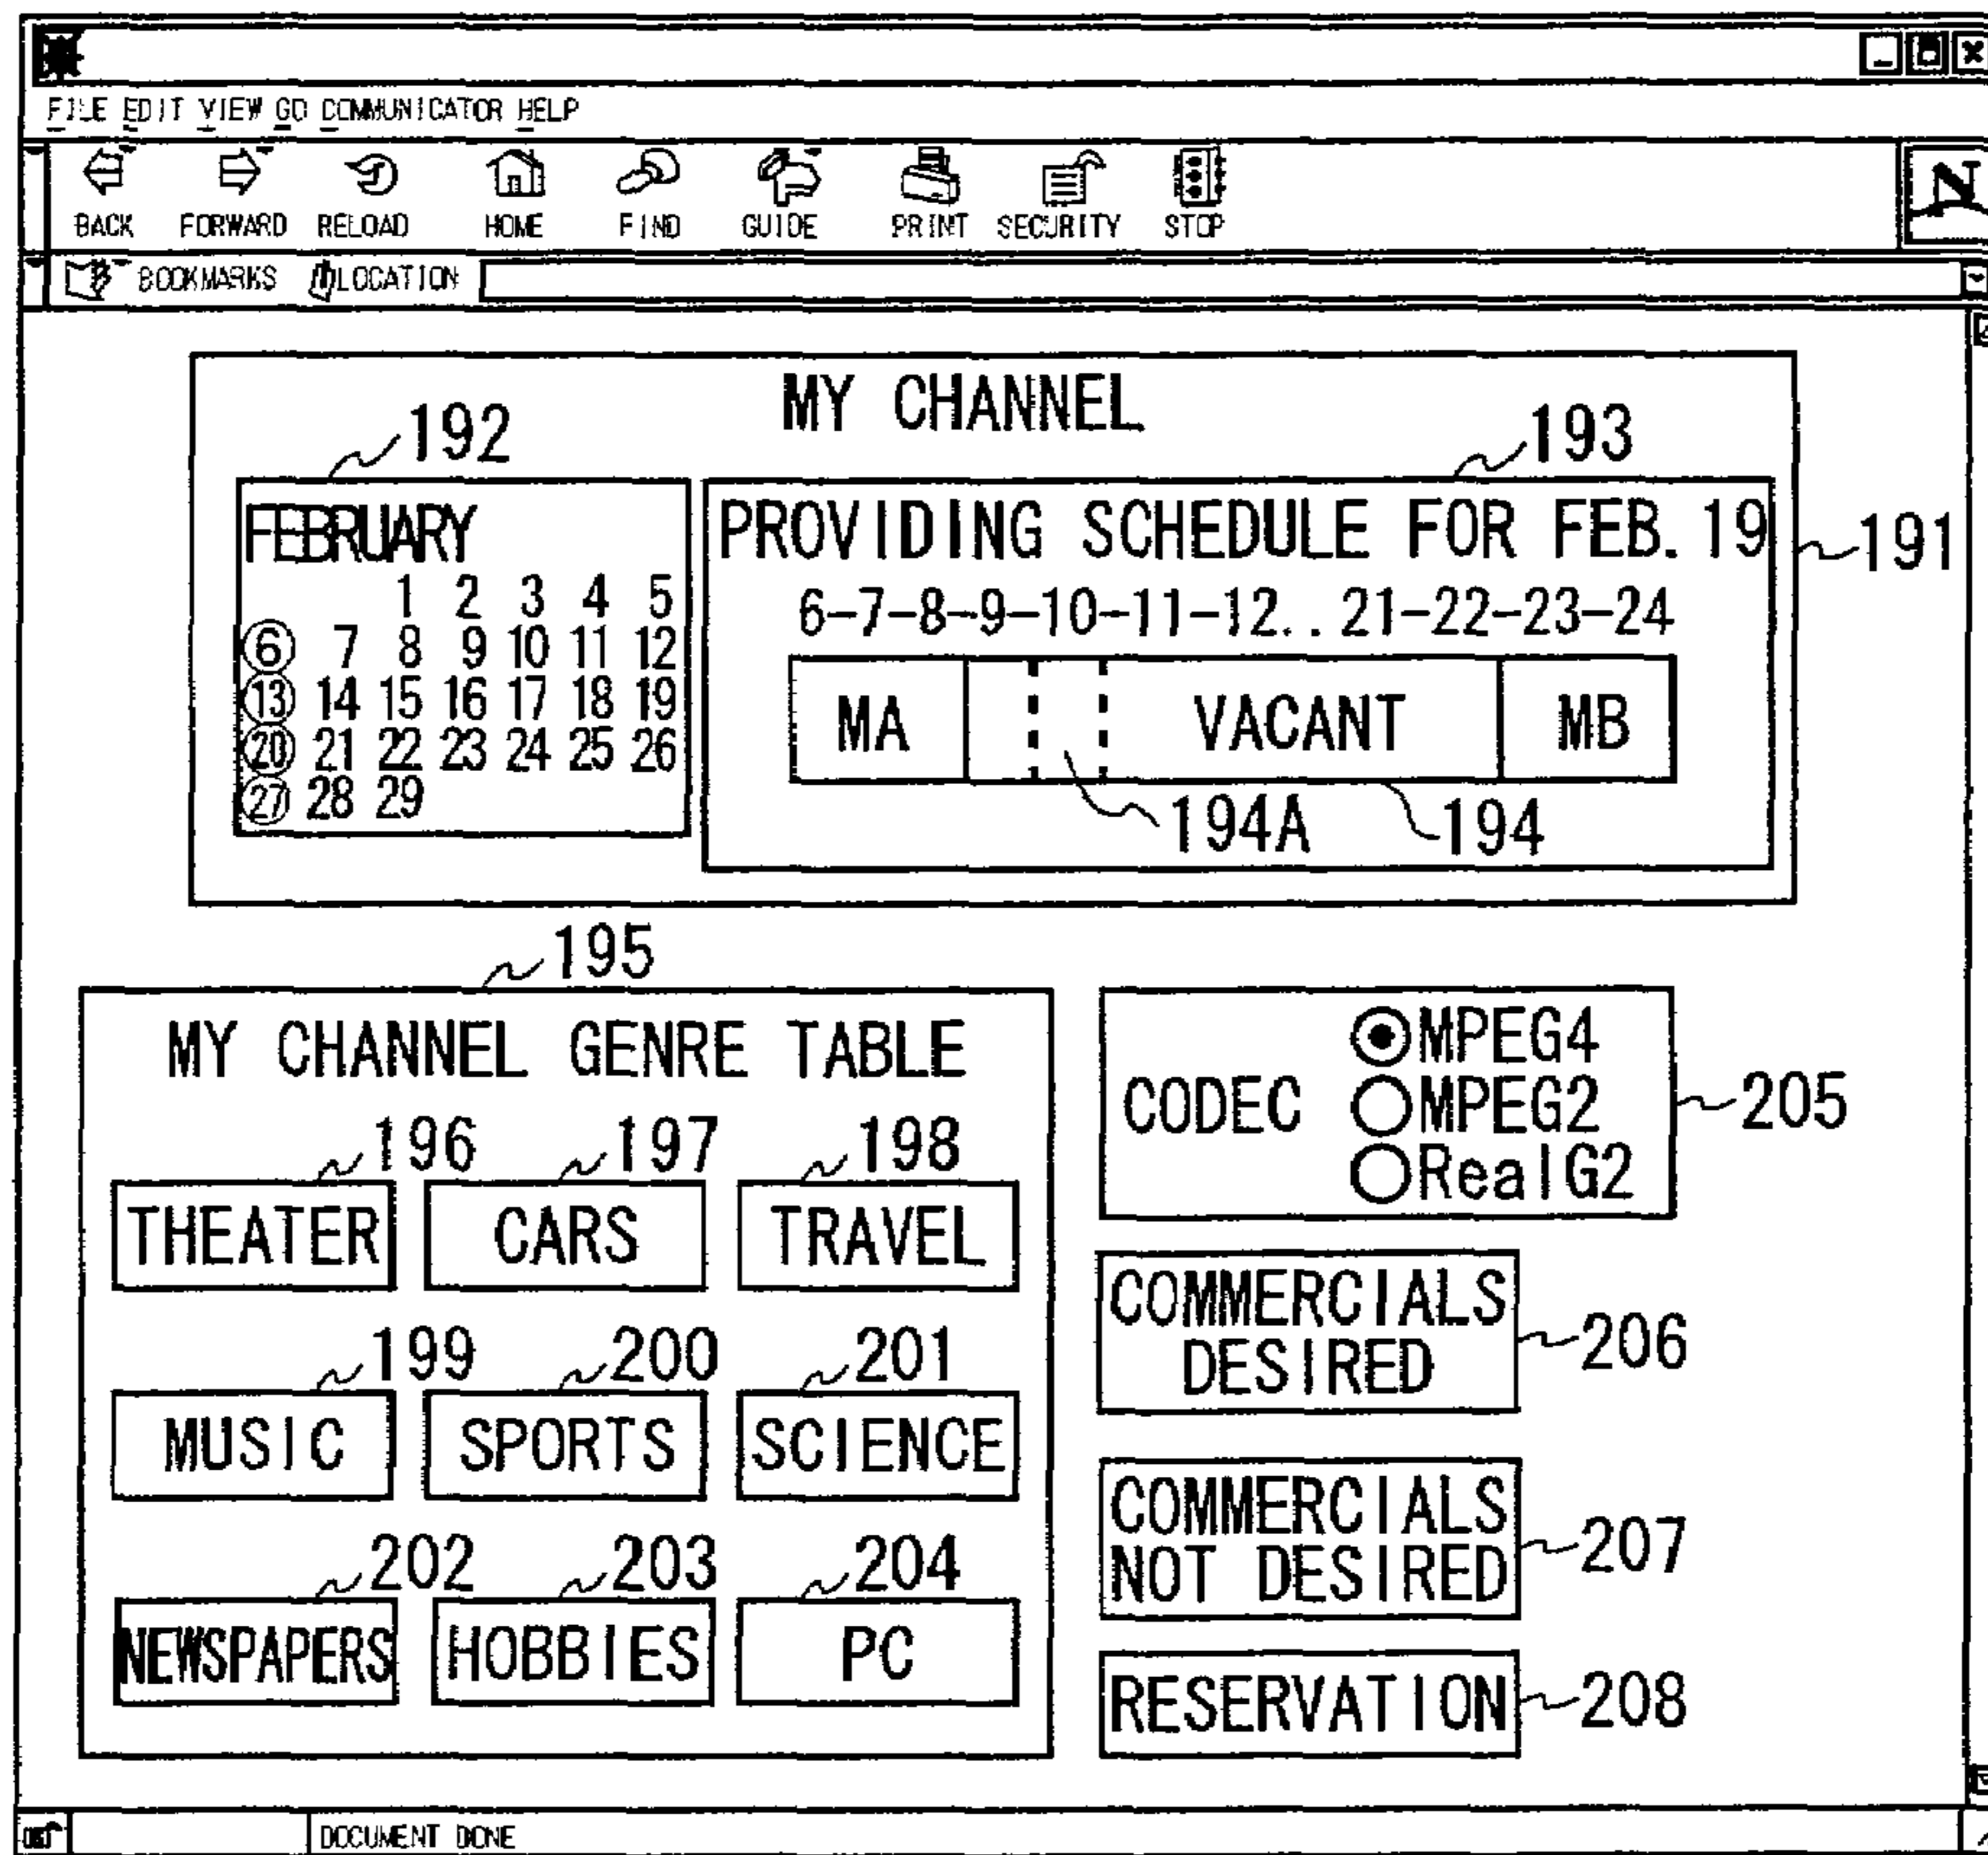 FILE EDIT VIEW GO COMMUNICATOR HELP
BACK FORWARD RELOAD HOME FIND GUIDE PRINT SECURITY STOP
N
BOOKMARKS LOCATION
MY CHANNEL
192
193
FEBRUARY
PROVIDING SCHEDULE FOR FEB. 19
191
1 2 3 4 5
6 7 8 9 10 11 12
13 14 15 16 17 18 19
20 21 22 23 24 25 26
27 28 29
6-7-8-9-10-11-12..21-22-23-24
MA VACANT MB
194A 194
195
MY CHANNEL GENRE TABLE
196 197 198
THEATER CARS TRAVEL
199 200 201
MUSIC SPORTS SCIENCE
202 203 204
NEWSPAPERS HOBBIES PC
CODEC
MPEG4
MPEG2
RealG2
205
COMMERCIALS
DESIRED
206
COMMERCIALS
NOT DESIRED
207
RESERVATION
208
DOCUMENT DONE